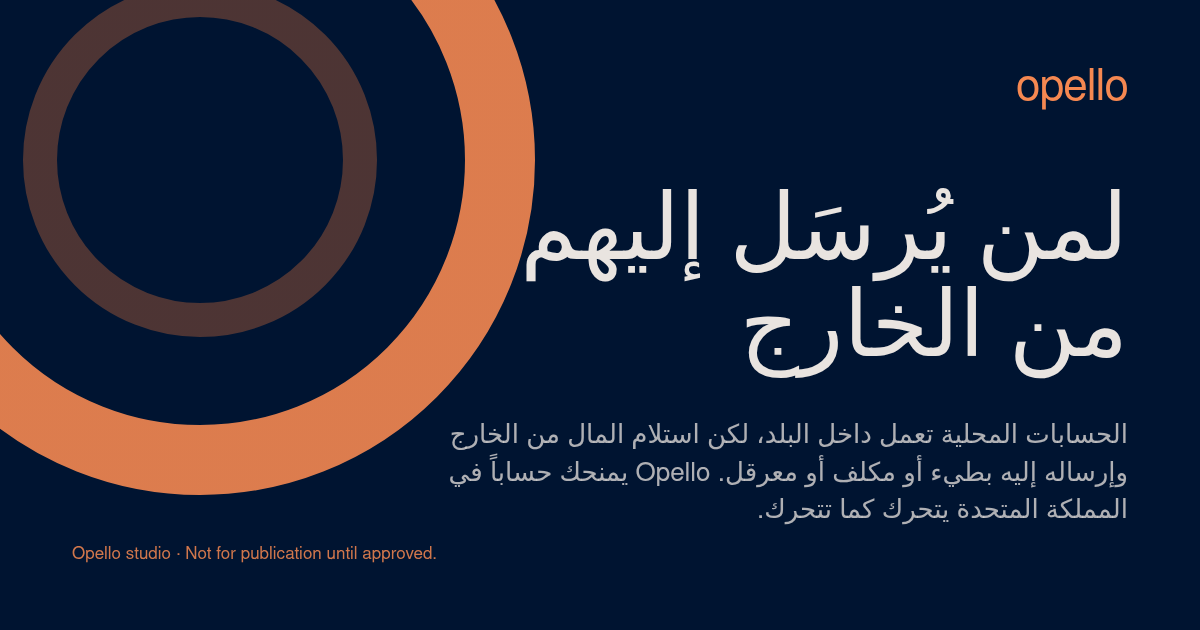 opello
لمن يُرسَل إليهم
من الخارج
الحسابات المحلية تعمل داخل البلد، لكن استلام المال من الخارج
وإرساله إليه بطيء أو مكلف أو معرقل. Opello يمنحك حساباً في
المملكة المتحدة يتحرك كما تتحرك.
Opello studio · Not for publication until approved.